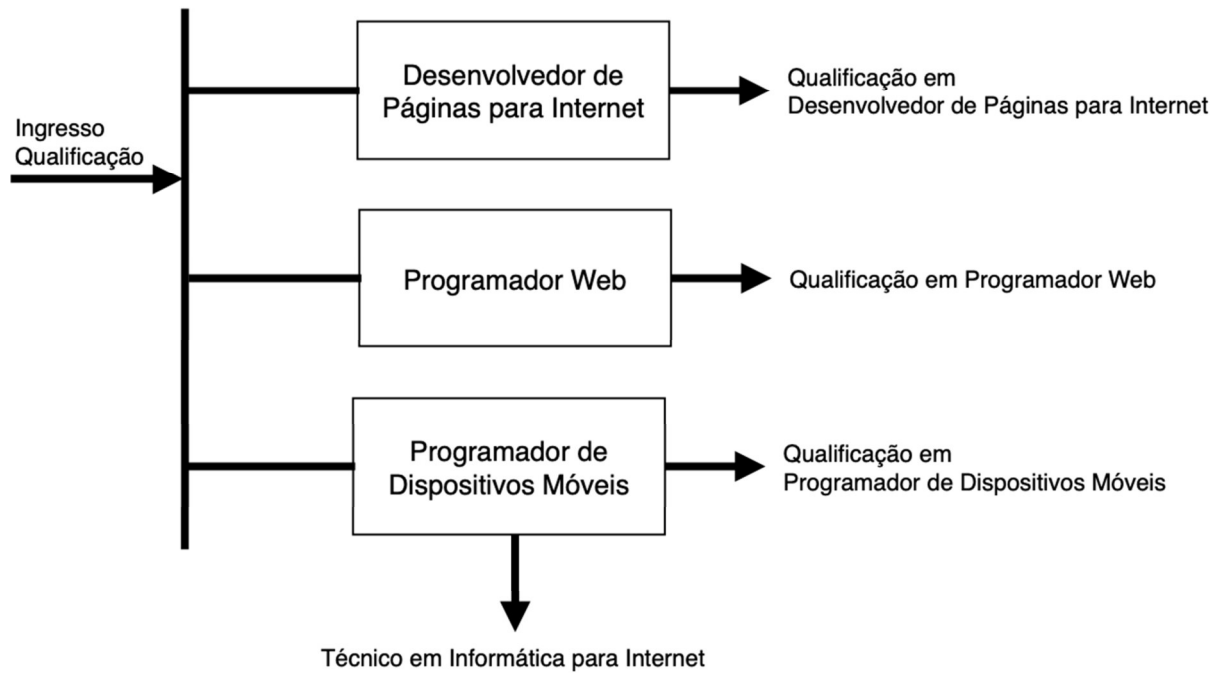 Ingresso
Qualificação
Desenvolvedor de
Páginas para Internet
Qualificação em
Desenvolvedor de Páginas para Internet
Programador Web
Qualificação em Programador Web
Programador de
Dispositivos Móveis
Qualificação em
Programador de Dispositivos Móveis
Técnico em Informática para Internet